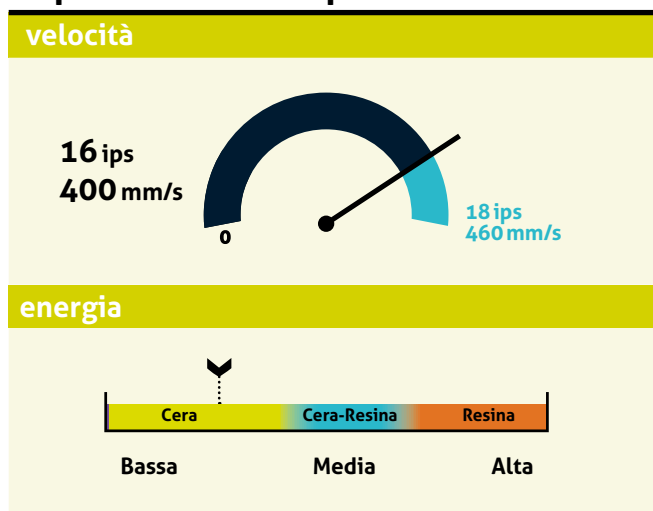 velocità
16 ips
400 mm/s
0
18 ips
460 mm/s
energia
Cera
Cera-Resina
Resina
Bassa
Media
Alta